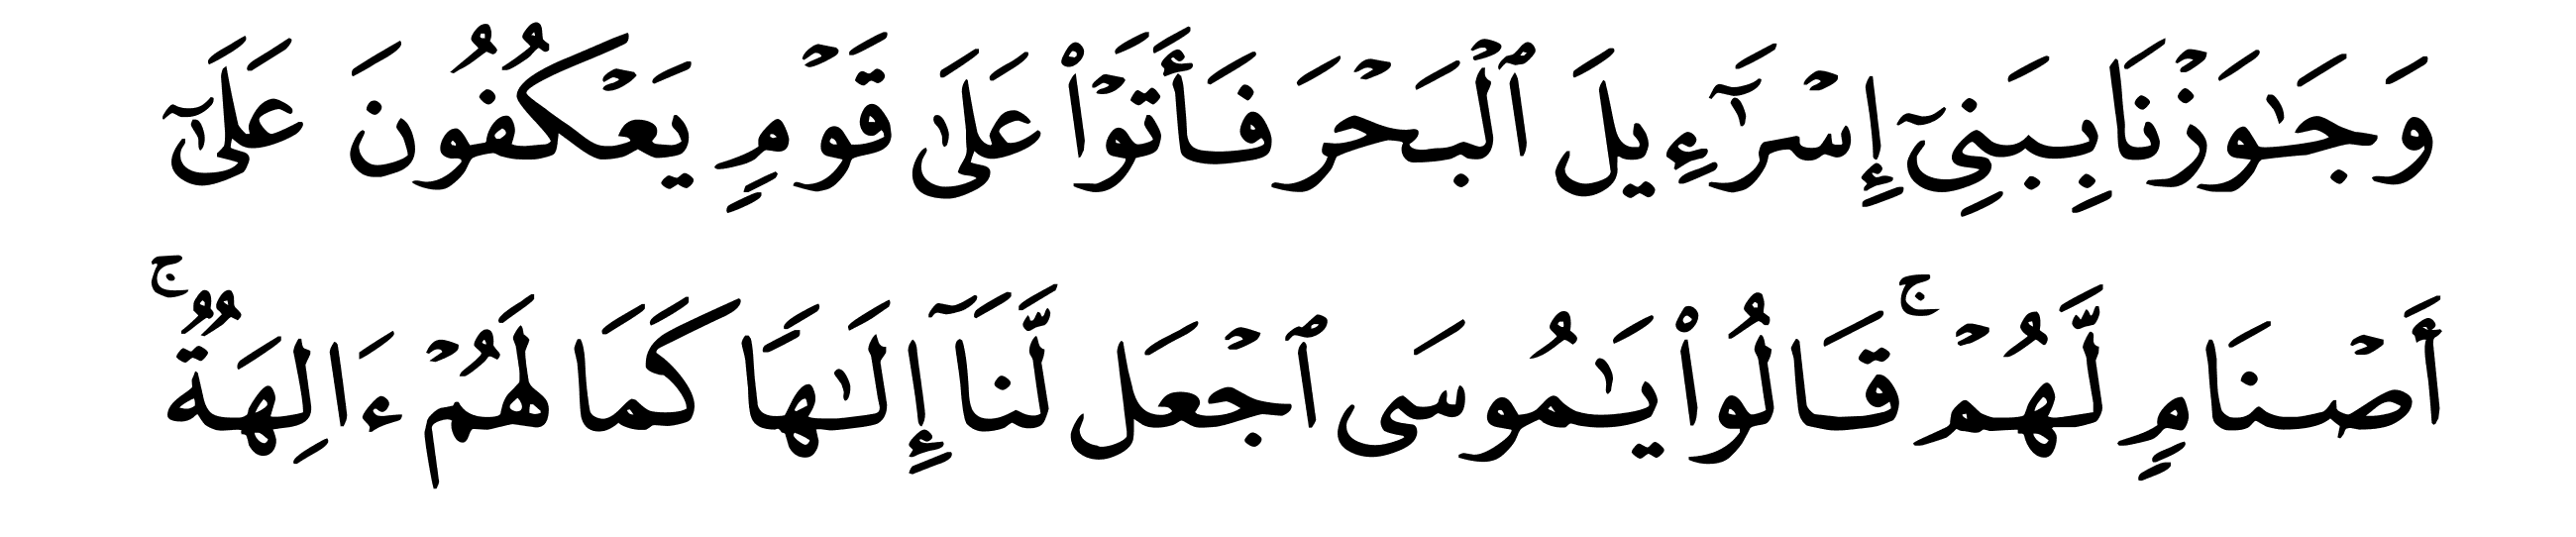 وَجَـٰوَزْنَا بِبَنِىٓ إِسْرَٰٓءِيلَ ٱلْبَحْرَ فَأَتَوْا۟ عَلَىٰ قَوْمٍ يَعْكُفُونَ عَلَىٰٓ
أَصْنَامٍ لَّهُمْ ۚ قَالُوا۟ يَـٰمُوسَى ٱجْعَل لَّنَآ إِلَـٰهًا كَمَا لَهُمْ ءَالِهَةٌ ۚ